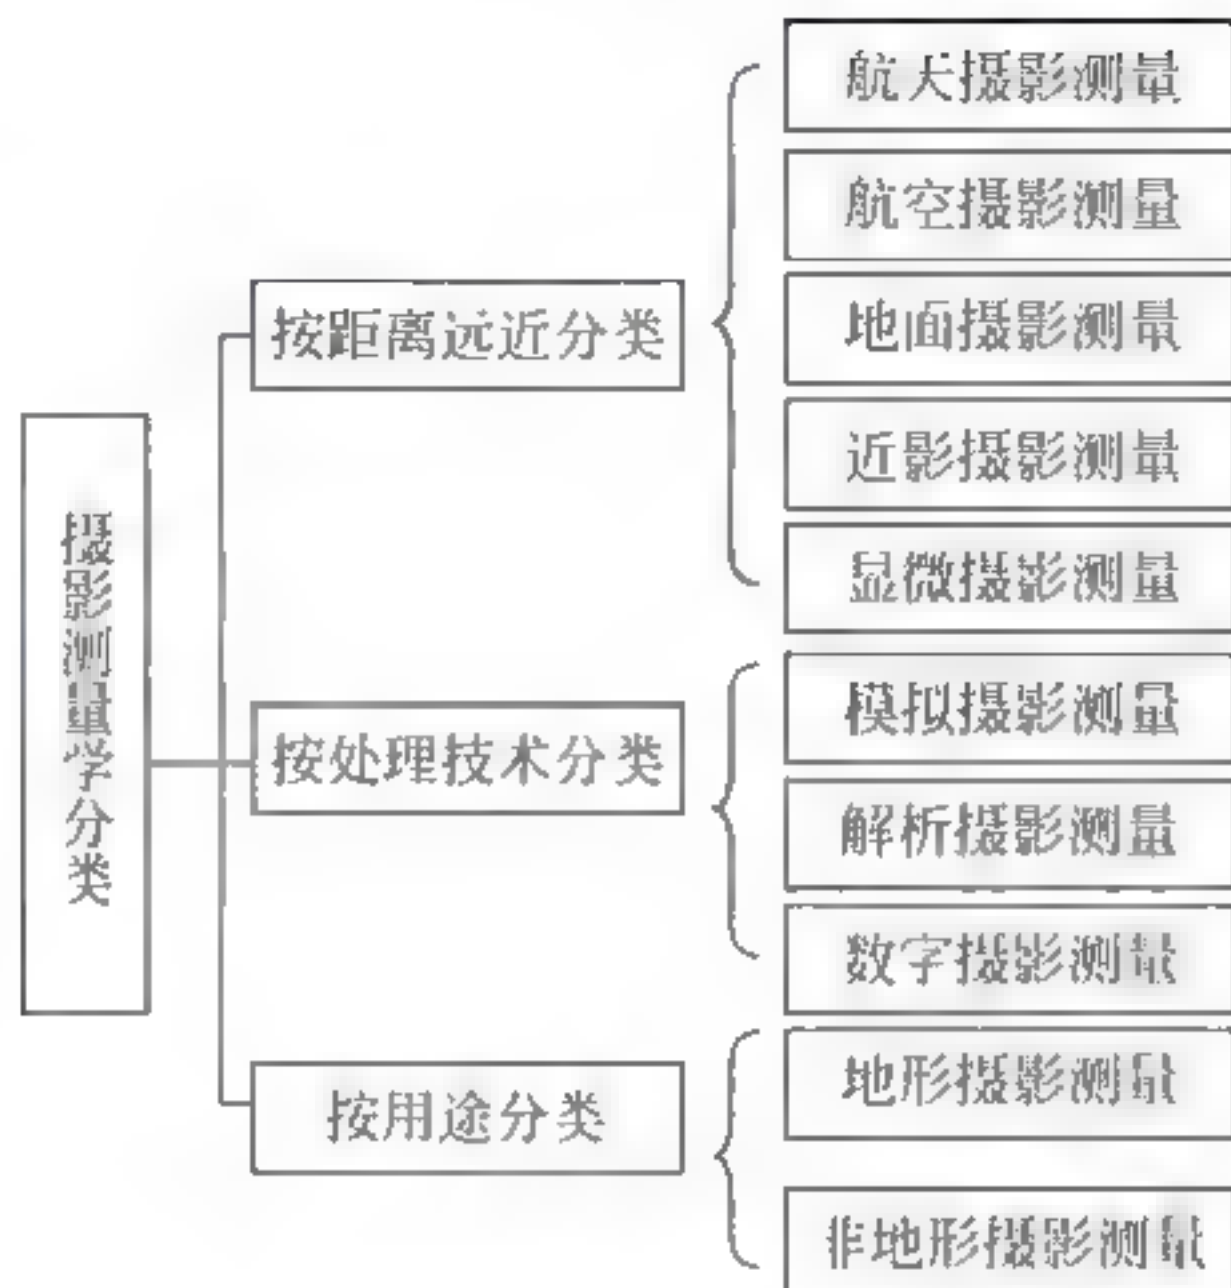 摄影测量学分类
按距离远近分类
航天摄影测量
航空摄影测量
地面摄影测量
近影摄影测量
显微摄影测量
按处理技术分类
模拟摄影测量
解析摄影测量
数字摄影测量
按用途分类
地形摄影测量
非地形摄影测量